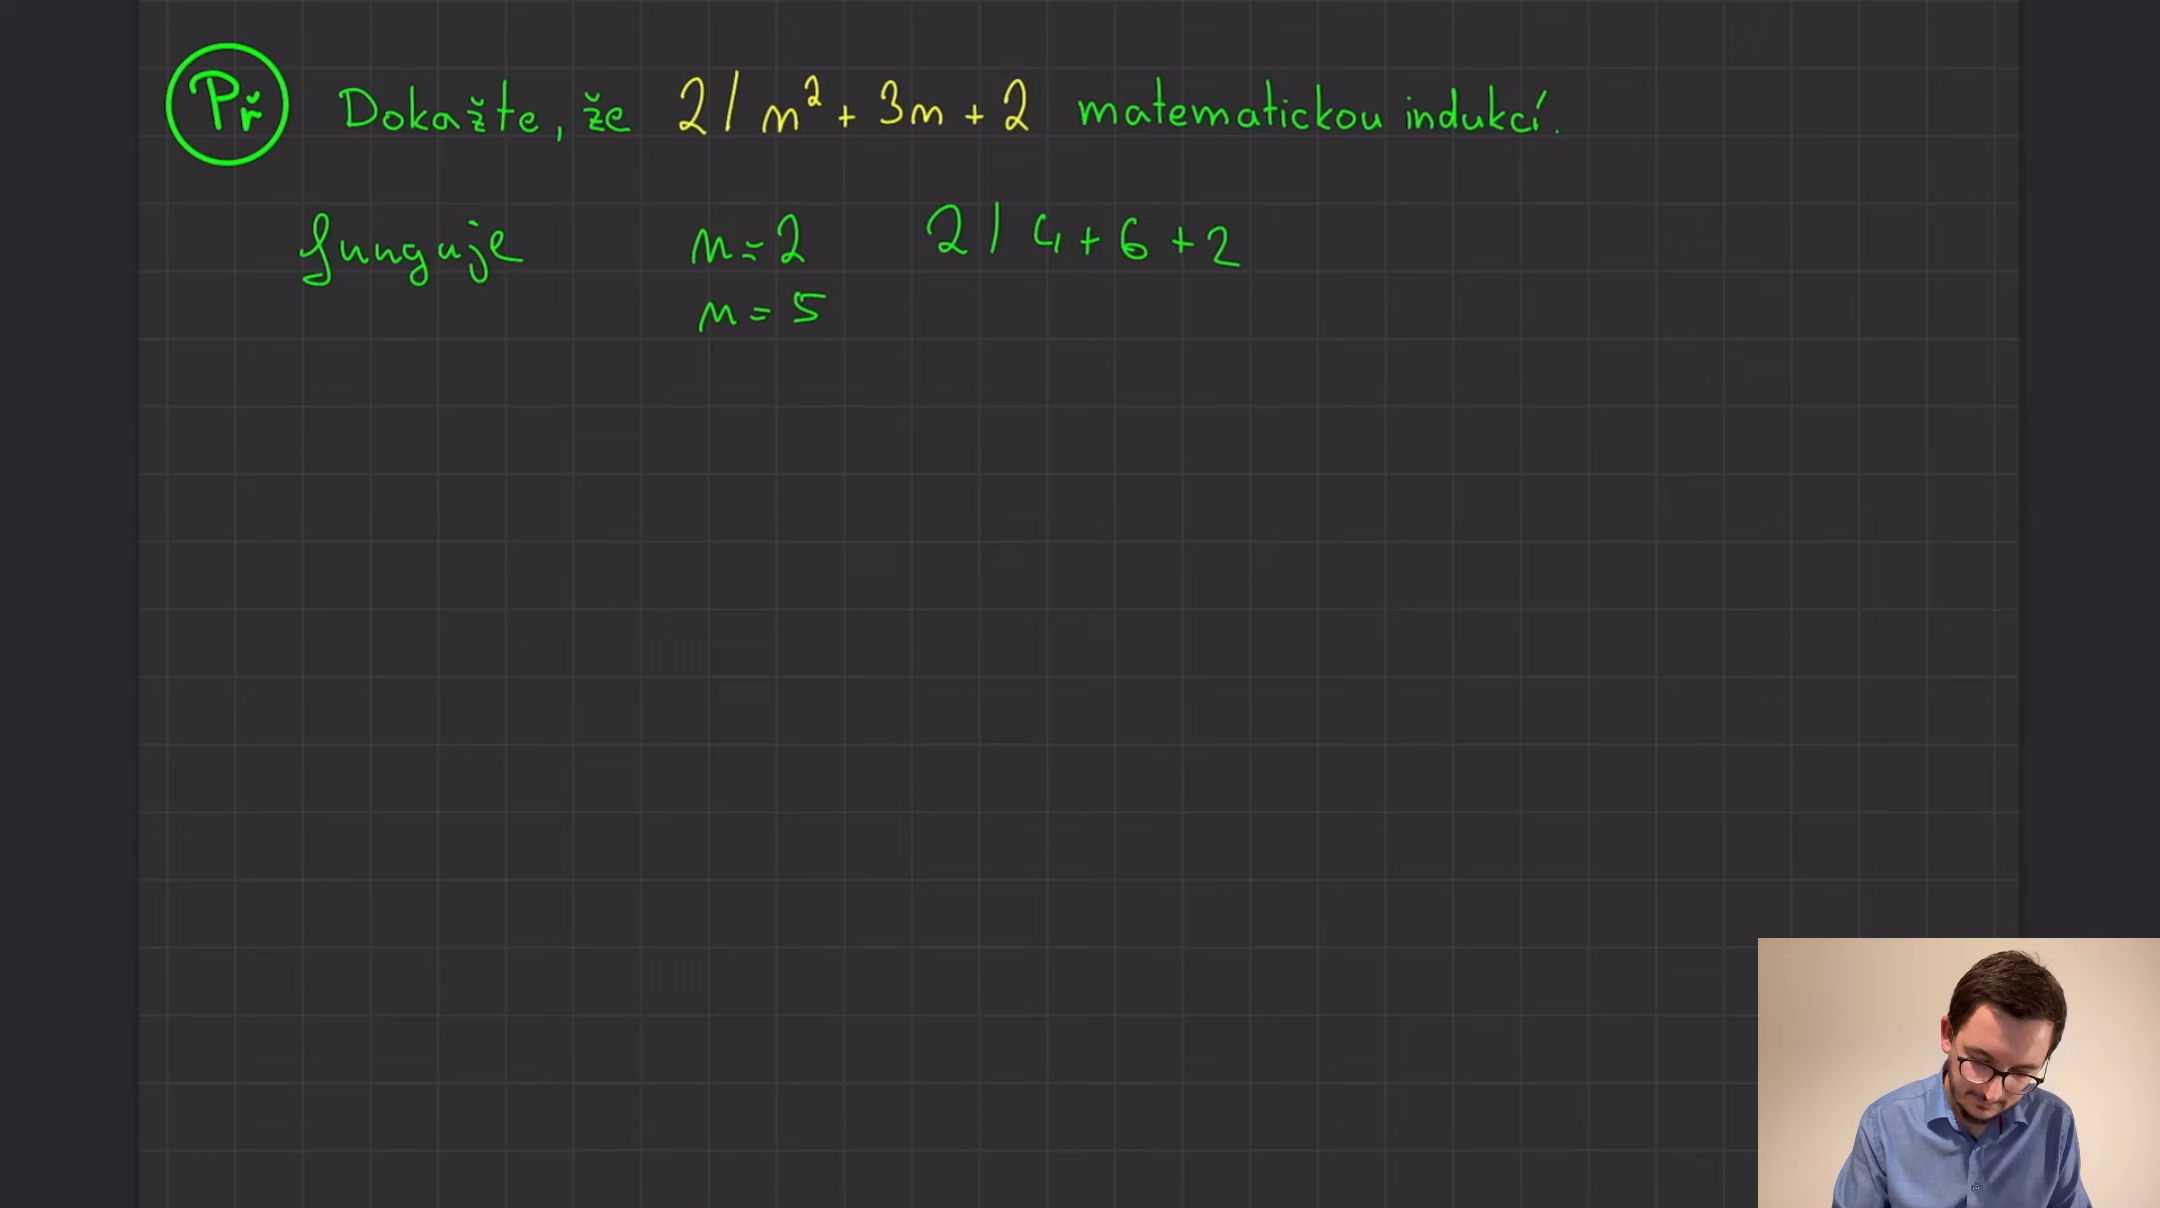 Př Dokažte, že 2 | n² + 3n + 2 matematickou indukcí.
funguje n = 2 2 | 4 + 6 + 2
n = 5